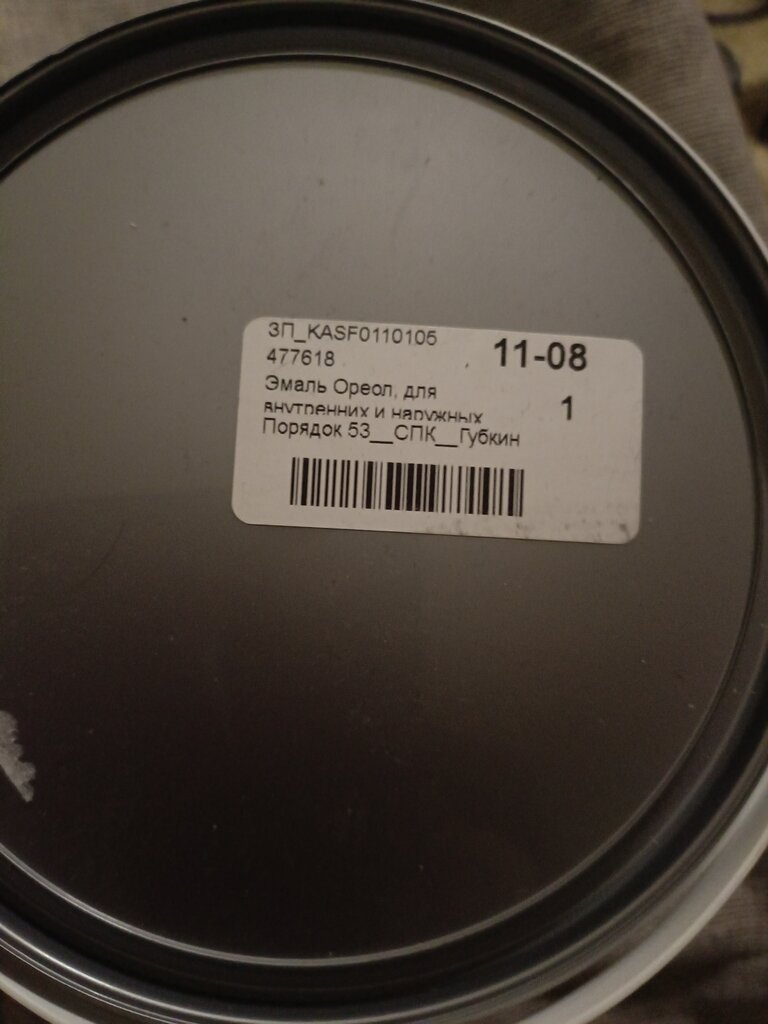 ЗП_KASF0110105
11-08
477618
Эмаль Ореол, для
внутренних и наружных
1
Порядок 53__СПК__Губкин